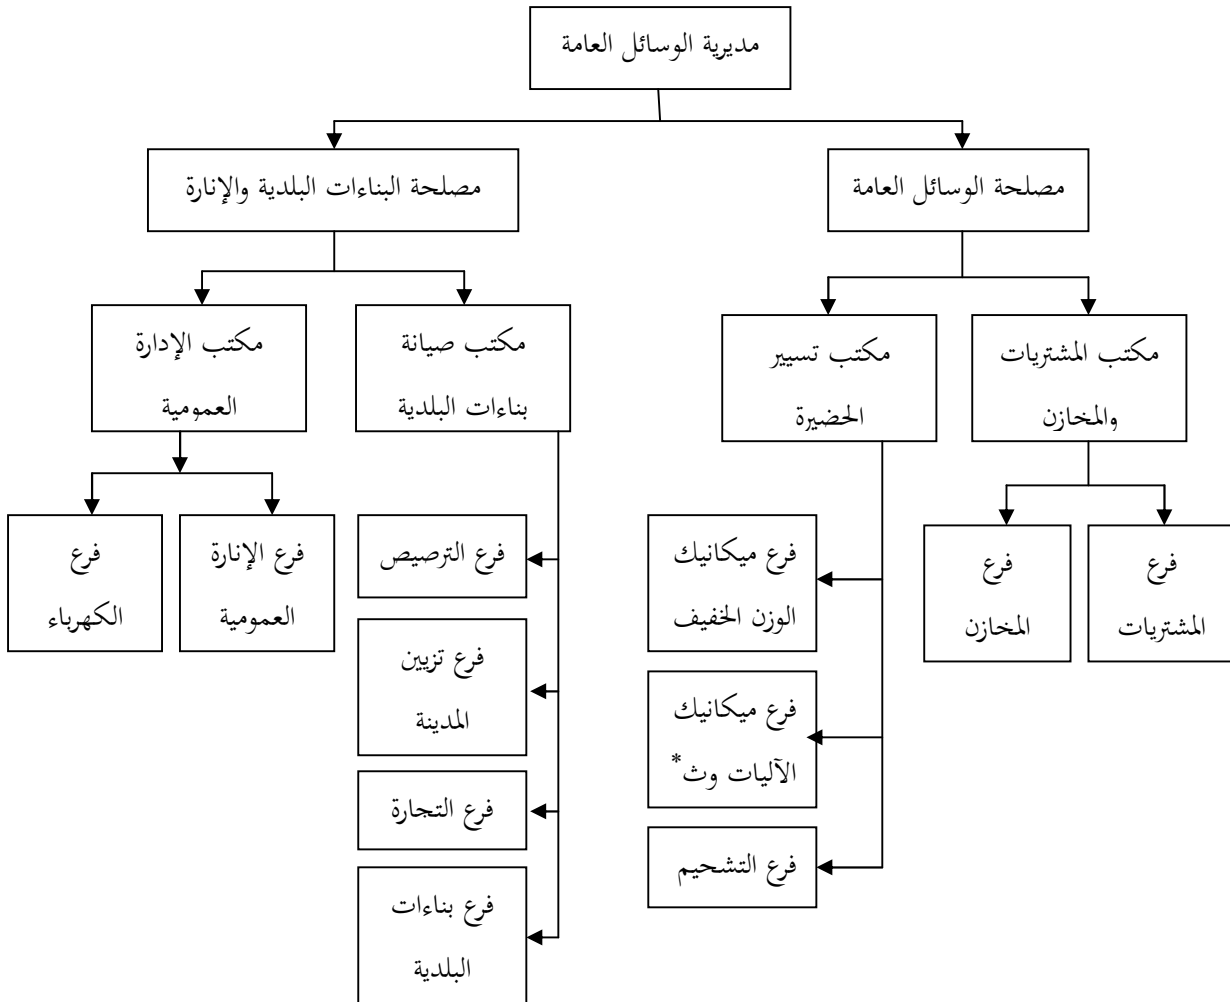 مديرية الوسائل العامة
مصلحة الوسائل العامة
مصلحة البناءات البلدية والإنارة
مكتب المشتريات
والمخازن
مكتب تسيير
الحضيرة
مكتب صيانة
بناءات البلدية
مكتب الإدارة
العمومية
فرع
المشتريات
فرع
المخازن
فرع ميكانيك
الوزن الخفيف
فرع ميكانيك
الآليات وث*
فرع التشحيم
فرع الترصيص
فرع تزيين
المدينة
فرع التجارة
فرع بناءات
البلدية
فرع الإنارة
العمومية
فرع
الكهرباء